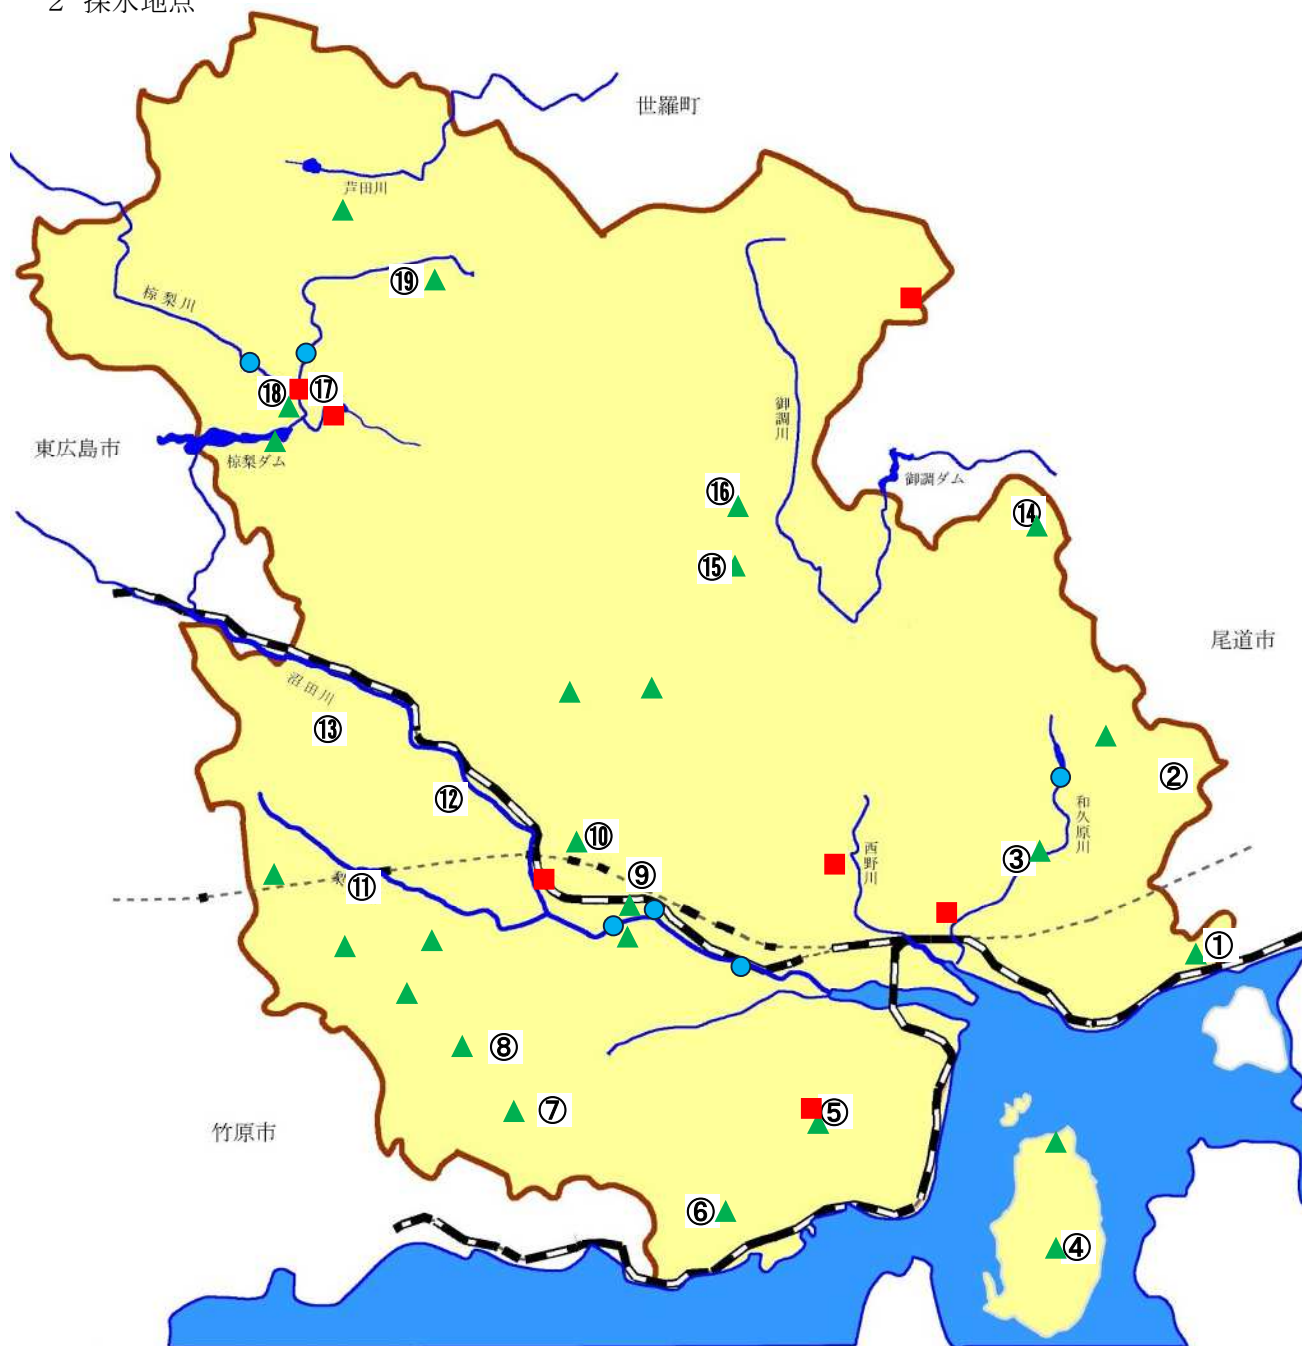 2 採水地点
世羅町
芦田川
⑲
椋梨川
⑱
⑰
御調川
東広島市
椋梨ダム
御調ダム
⑯
⑭
⑮
尾道市
沼田川
⑬
②
⑫
和久原川
⑩
西野川
③
⑪
⑨
①
⑧
⑦
⑤
竹原市
⑥
④